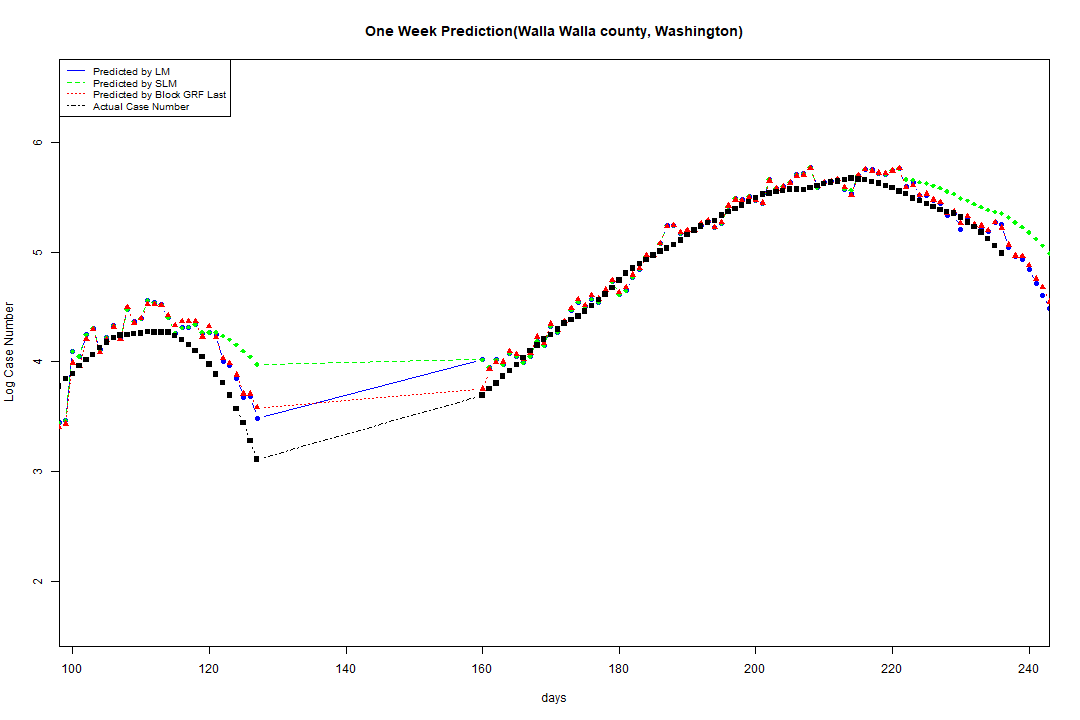 One Week Prediction(Walla Walla county, Washington)
Predicted by LM
Predicted by SLM
Predicted by Block GRF Last
Actual Case Number
Log Case Number
6
5
4
3
2
100 120 140 160 180 200 220 240
days